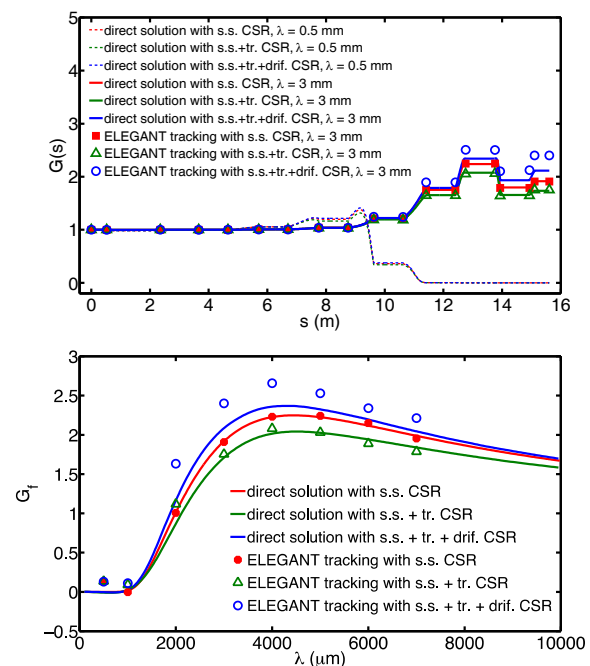 5
4
3
2
1
0
G(s)
direct solution with s.s. CSR, λ = 0.5 mm
direct solution with s.s.+tr. CSR, λ = 0.5 mm
direct solution with s.s.+tr.+drif. CSR, λ = 0.5 mm
direct solution with s.s. CSR, λ = 3 mm
direct solution with s.s.+tr. CSR, λ = 3 mm
direct solution with s.s.+tr.+drif. CSR, λ = 3 mm
ELEGANT tracking with s.s. CSR, λ = 3 mm
ELEGANT tracking with s.s.+tr. CSR, λ = 3 mm
ELEGANT tracking with s.s.+tr.+drif. CSR, λ = 3 mm
0 2 4 6 8 10 12 14 16
s (m)
3
2.5
2
1.5
1
0.5
0
−0.5
G_f
direct solution with s.s. CSR
direct solution with s.s. + tr. CSR
direct solution with s.s. + tr. + drif. CSR
ELEGANT tracking with s.s. CSR
ELEGANT tracking with s.s. + tr. CSR
ELEGANT tracking with s.s. + tr. + drif. CSR
0 2000 4000 6000 8000 10000
λ (μm)